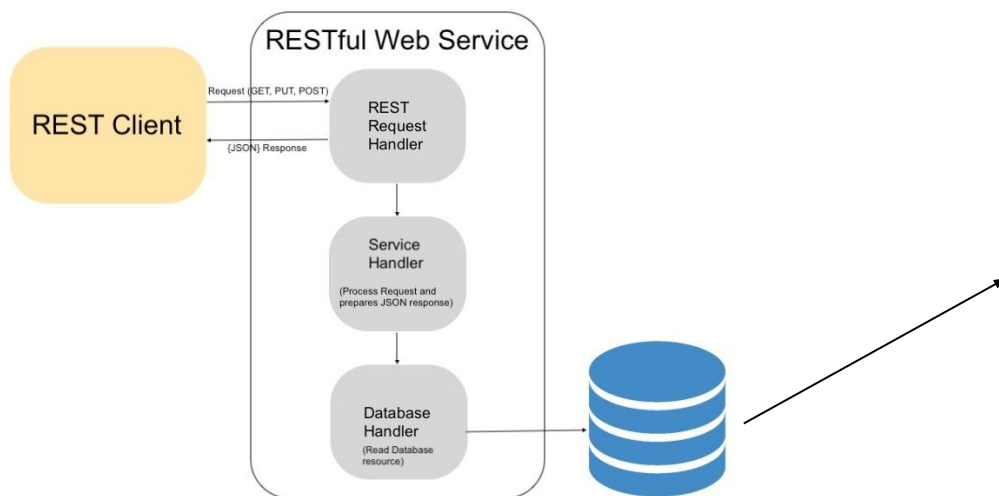 RESTful Web Service
REST Client
Request (GET, PUT, POST)
{JSON} Response
REST
Request
Handler
Service
Handler
(Process Request and
prepares JSON response)
Database
Handler
(Read Database
resource)